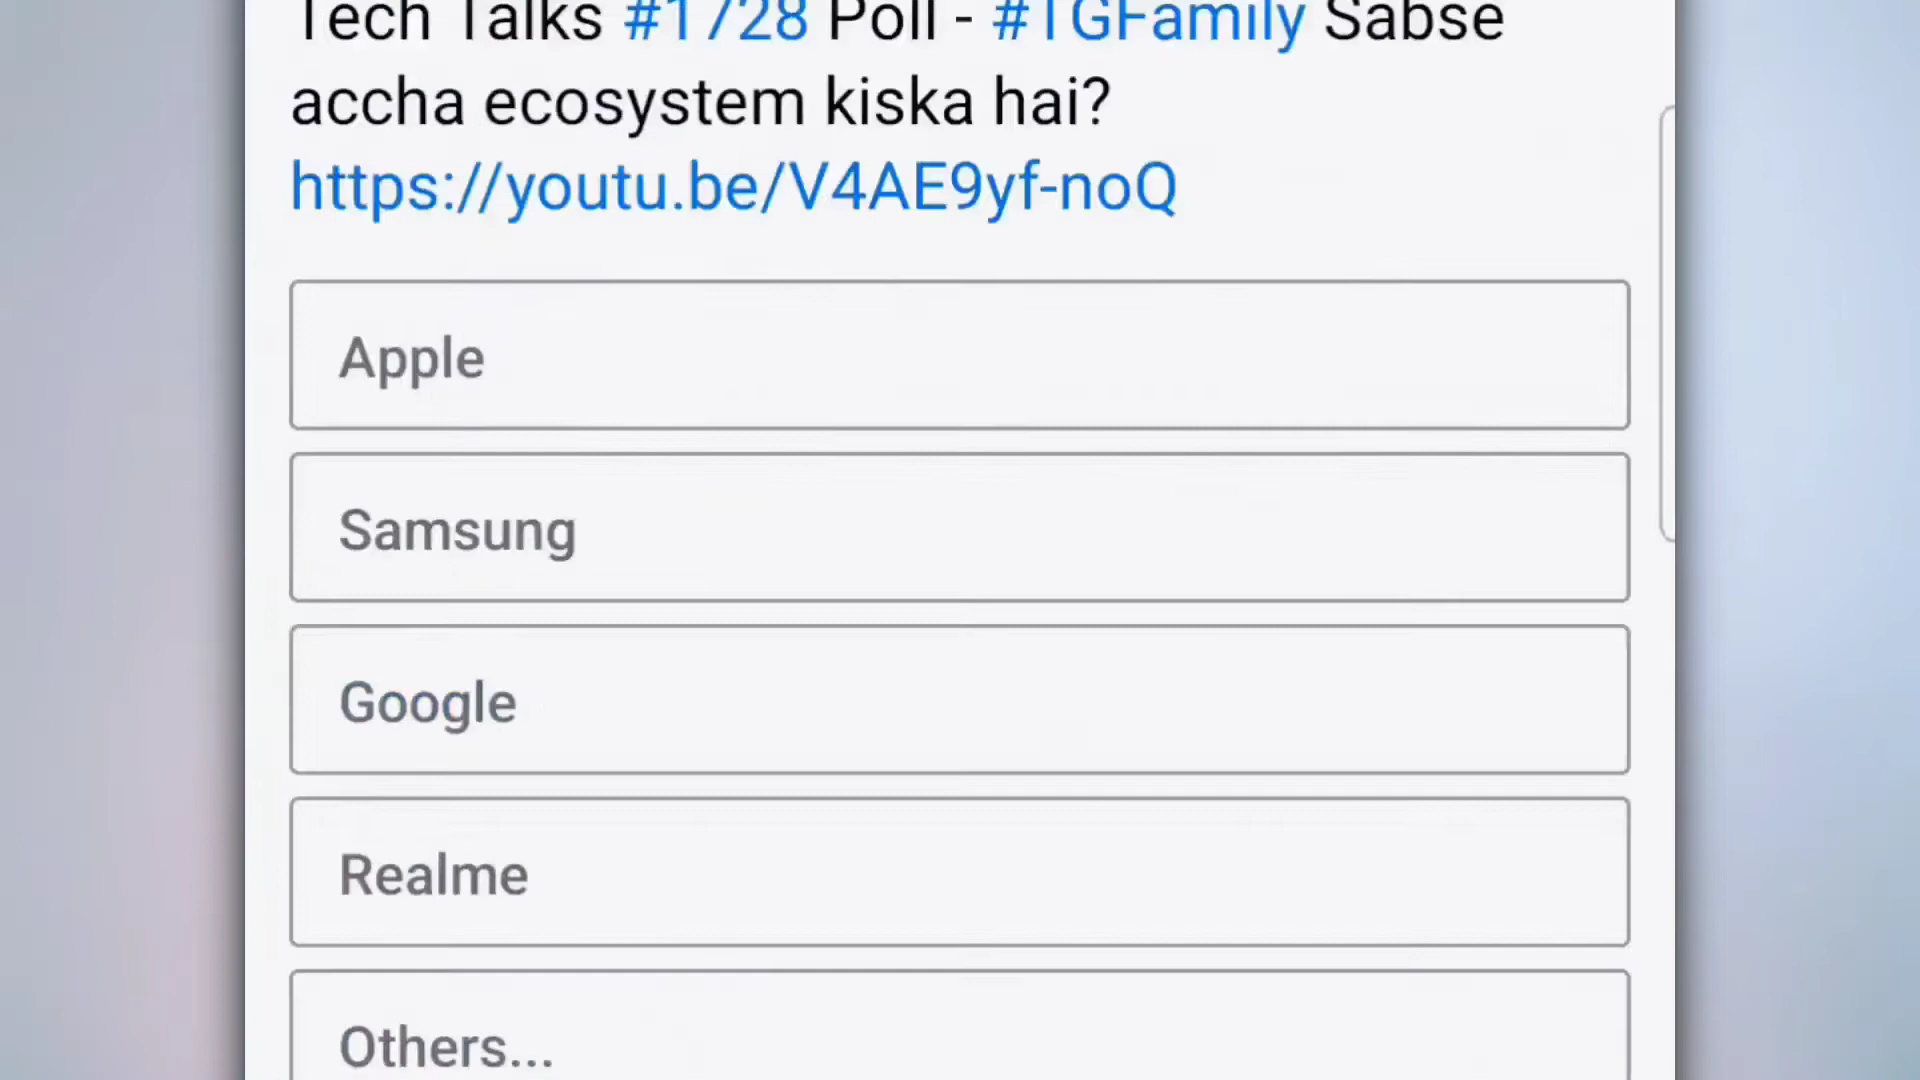 Tech Talks #1728 Poll - #TGFamily Sabse
accha ecosystem kiska hai?
https://youtu.be/V4AE9yf-noQ
Apple
Samsung
Google
Realme
Others...